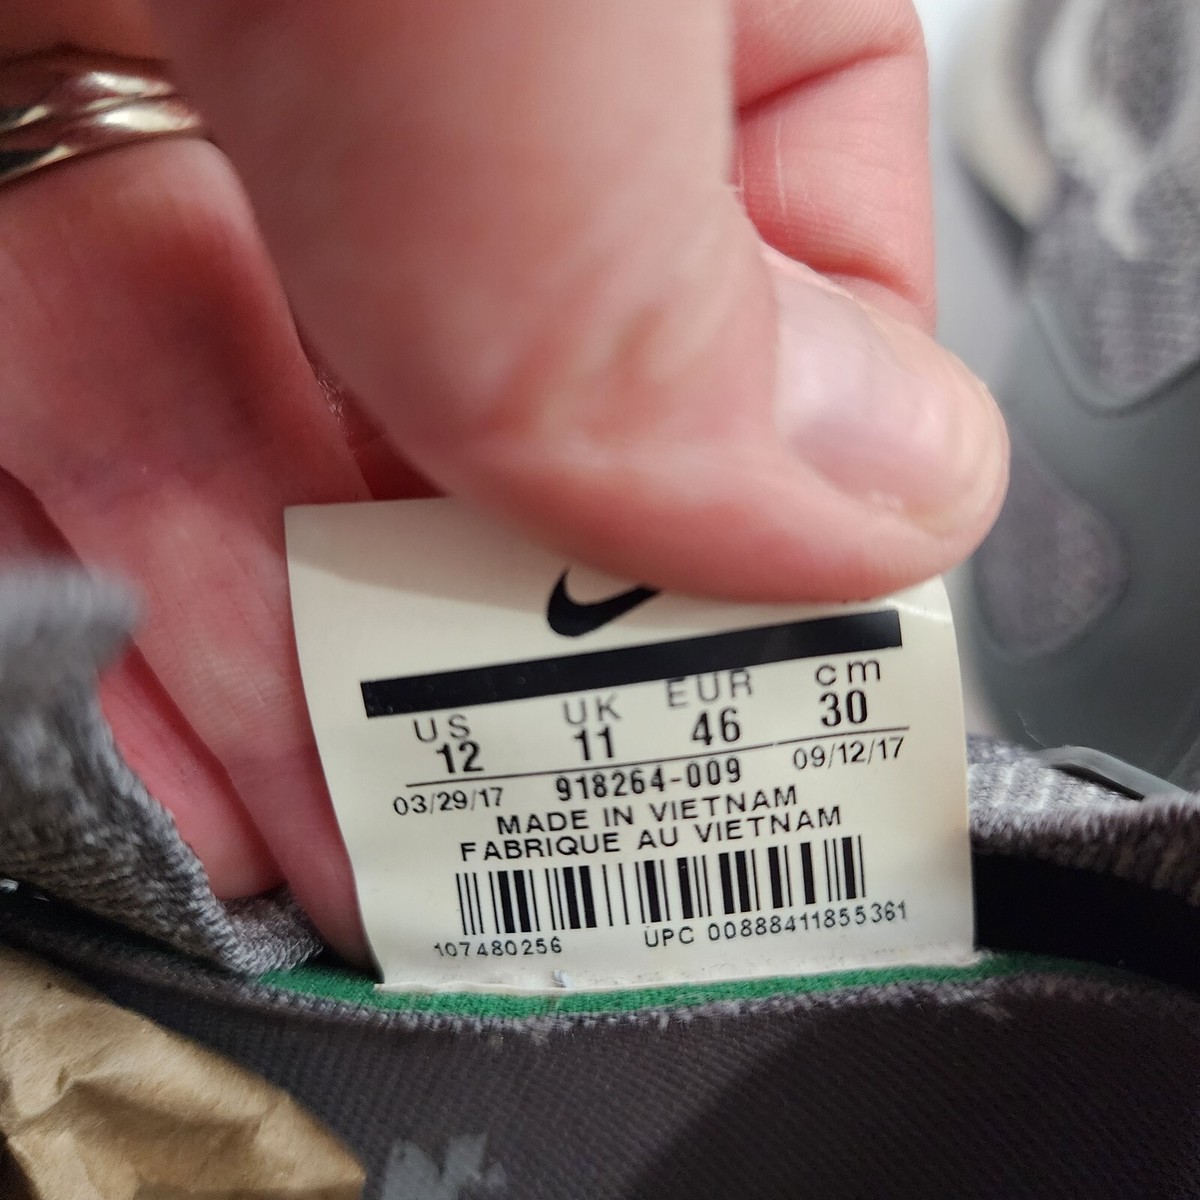 US UK EUR cm
12 11 46 30
03/29/17 918264-009 09/12/17
MADE IN VIETNAM
FABRIQUE AU VIETNAM
107480256 UPC 00888411855361